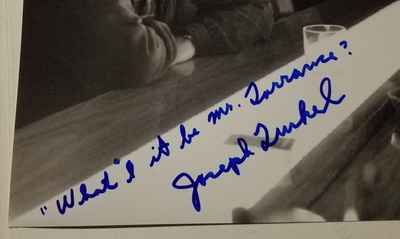 "What"l it be Mr. Torrance?
Joseph Turkel